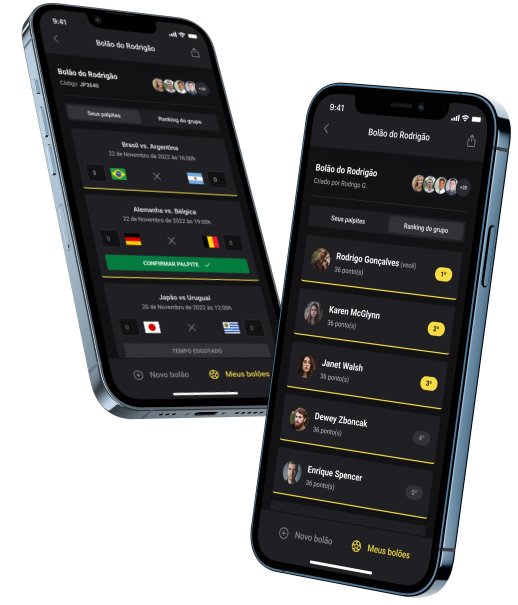 9:41
Bolão do Rodrigão
Bolão do Rodrigão
Código: JP364G
+39
Seus palpites
Ranking do grupo
Brasil vs. Argentina
22 de Novembro de 2022 às 16:00h
3
0
Alemanha vs. Bélgica
22 de Novembro de 2022 às 19:00h
0
0
CONFIRMAR PALPITE
Japão vs Uruguai
20 de Novembro de 2022 às 12:00h
0
0
TEMPO ESGOTADO
Novo bolão
Meus bolões
9:41
Bolão do Rodrigão
Bolão do Rodrigão
Criado por Rodrigo G.
+38
Seus palpites
Ranking do grupo
Rodrigo Gonçalves (você)
36 ponto(s)
1º
Karen McGlynn
36 ponto(s)
2º
Janet Walsh
36 ponto(s)
3º
Dewey Zboncak
36 ponto(s)
4º
Enrique Spencer
36 ponto(s)
5º
Novo bolão
Meus bolões